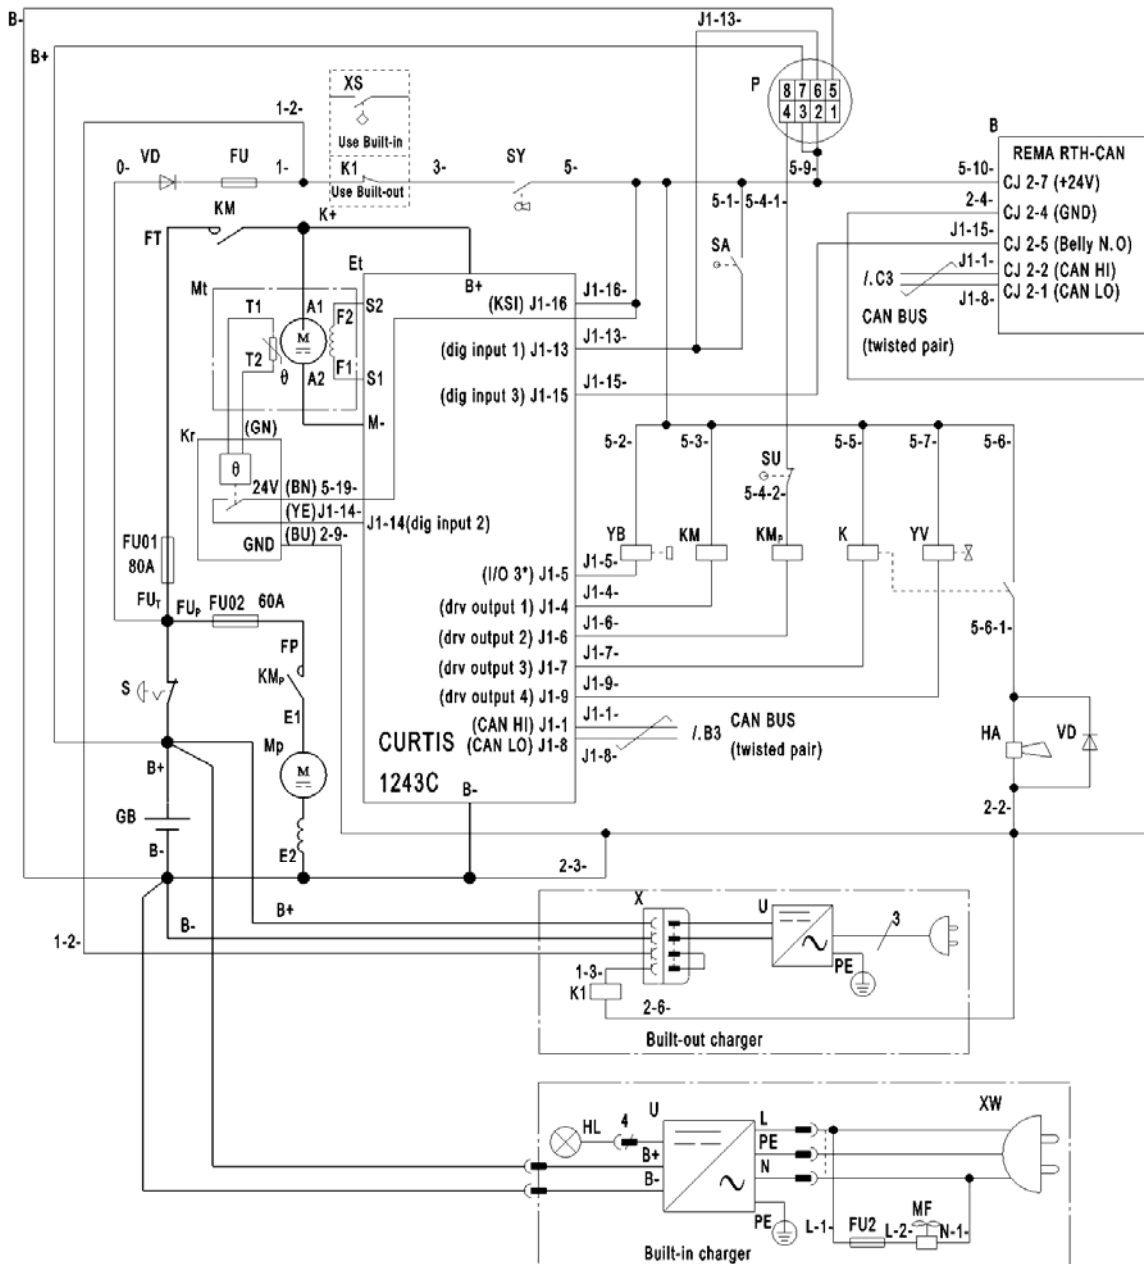 B-
J1-13-
B+
XS
P
8 7 6 5
4 3 2 1
1-2-
Use Built-in
B
0- VD FU 1- K1 3- SY 5- 5-9- 5-10- REMA RTH-CAN
Use Built-out
CJ 2-7 (+24V)
KM K+ 5-1- 5-4-1- 2-4- CJ 2-4 (GND)
FT
J1-15- CJ 2-5 (Belly N.O)
Et SA
J1-1- CJ 2-2 (CAN HI)
Mt B+ /.C3
J1-8- CJ 2-1 (CAN LO)
T1 A1 F2 S2 (KSI) J1-16 J1-16-
CAN BUS
(twisted pair)
M
(dig input 1) J1-13 J1-13-
T2 θ A2 F1 S1
(dig input 3) J1-15 J1-15-
M-
Kr (GN)
5-2- 5-3- 5-5- 5-7- 5-6-
θ
SU
24V (BN) 5-19-
5-4-2-
(YE) J1-14- J1-14(dig input 2)
(BU) 2-9-
GND
YB KM KMP K YV
FU01
80A
(I/O 3*) J1-5 J1-5-
(drv output 1) J1-4 J1-4-
FUT FUP FU02 60A
(drv output 2) J1-6 J1-6-
5-6-1-
FP
(drv output 3) J1-7 J1-7-
KMP
S
(drv output 4) J1-9 J1-9-
E1
(CAN HI) J1-1 J1-1-
CAN BUS
/.B3
(CAN LO) J1-8 J1-8-
(twisted pair)
HA VD
CURTIS
1243C
Mp
M
B+
B-
GB
2-2-
B-
E2
2-3-
B+
X U
3
B-
1-2-
PE
1-3-
K1
2-6-
Built-out charger
U
XW
HL 4 L
PE
B+
N
B-
PE
L-1- FU2 L-2- MF N-1-
Built-in charger